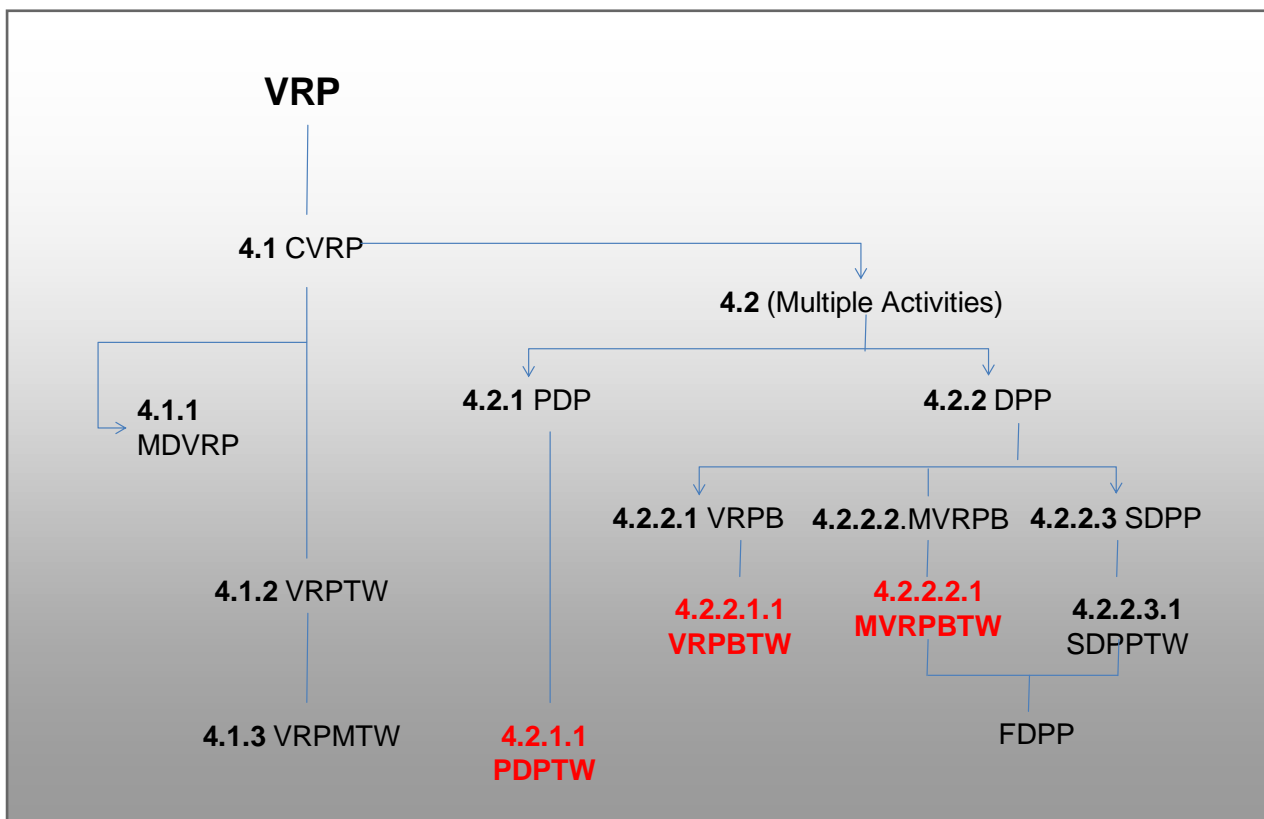 VRP
4.1 CVRP
4.2 (Multiple Activities)
4.2.1 PDP
4.2.2 DPP
4.1.1
MDVRP
4.2.2.1 VRPB
4.2.2.2.MVRPB
4.2.2.3 SDPP
4.1.2 VRPTW
4.2.2.1.1
VRPBTW
4.2.2.2.1
MVRPBTW
4.2.2.3.1
SDPPTW
4.1.3 VRPMTW
4.2.1.1
PDPTW
FDPP